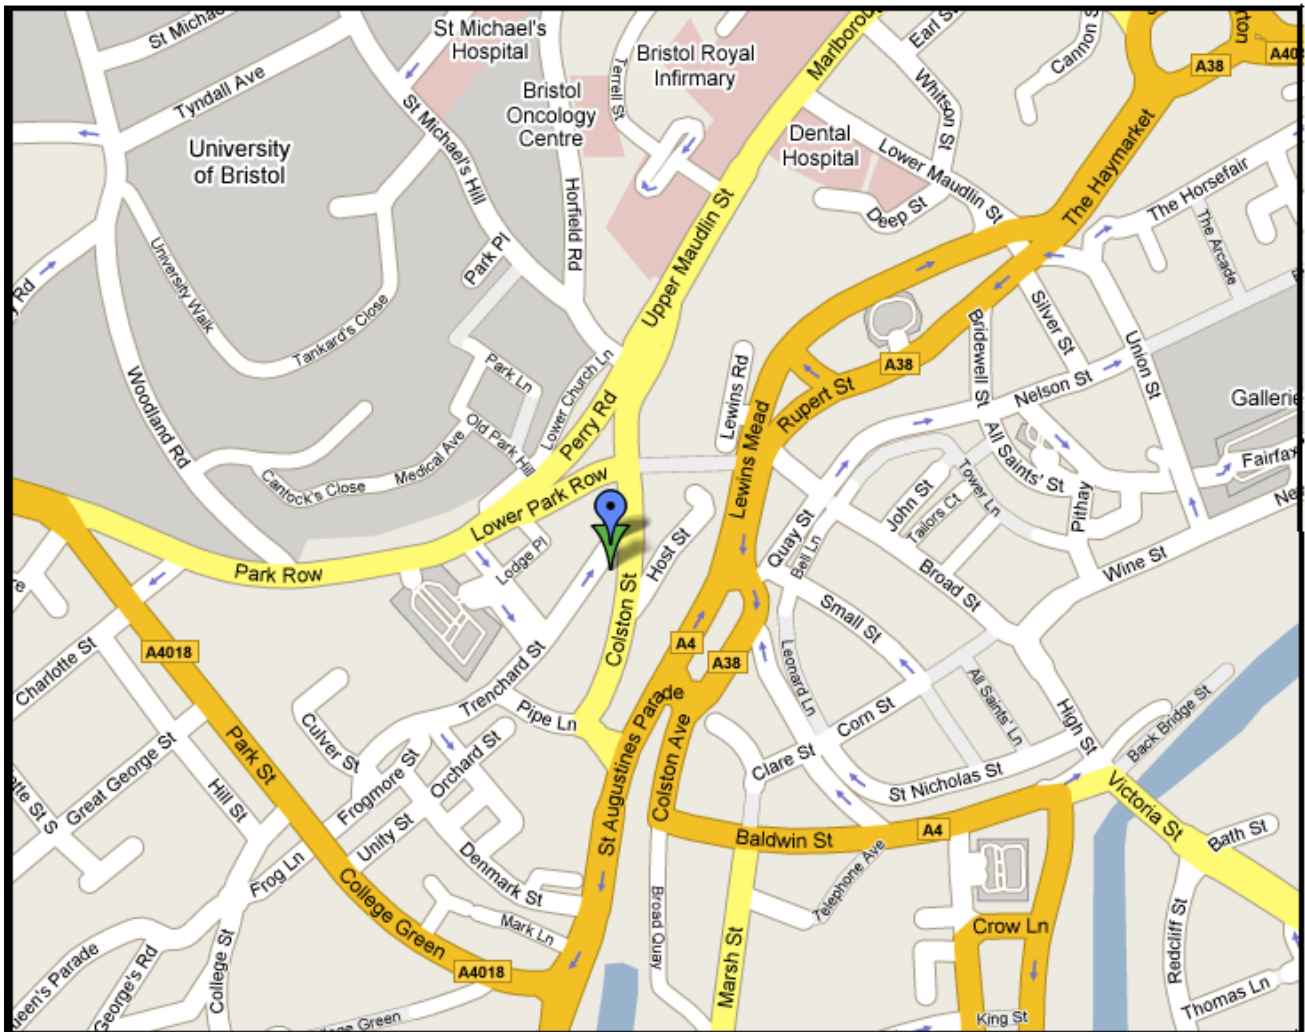 St Michael's
Hospital
Bristol Royal
Infirmary
Earl St
Cannon S
A38
Tyndall Ave
Terrell St
Whitson St
Bristol
Oncology
Centre
University
of Bristol
St Michael's Hill
Dental
Hospital
Lower Maudlin St
The Haymarket
The Horsefair
Horfield Rd
Deep St
The Arcade
Park Pl
Upper Maudlin St
University Walk
Tankard's Close
Silver St
Bridewell St
Union St
A38
Park Ln
Lower Church Ln
Lewins Rd
Rupert St
Nelson St
Woodland Rd
Perry Rd
Old Park Hill
Medical Ave
Cantock's Close
Lewins Mead
All Saints' St
Fairfax
Lower Park Row
Tower Ln
John St
Tailors Ct
Pithay
Quay St
Bell Ln
Host St
Lodge Pl
Park Row
Broad St
Wine St
Colston St
Small St
A4
A38
A4018
Charlotte St
Leonard Ln
Trenchard St
Pipe Ln
All Saints' Ln
Corn St
High St
Back Bridge St
Culver St
Park St
Orchard St
Great George St
Frogmore St
Hill St
St Augustines Parade
Colston Ave
Clare St
St Nicholas St
Victoria St
Unity St
Baldwin St
A4
Bath St
Frog Ln
Denmark St
Telephone Ave
College Green
Mark Ln
Broad Quay
Marsh St
Crow Ln
Redcliff St
College St
A4018
George's Rd
Thomas Ln
King St